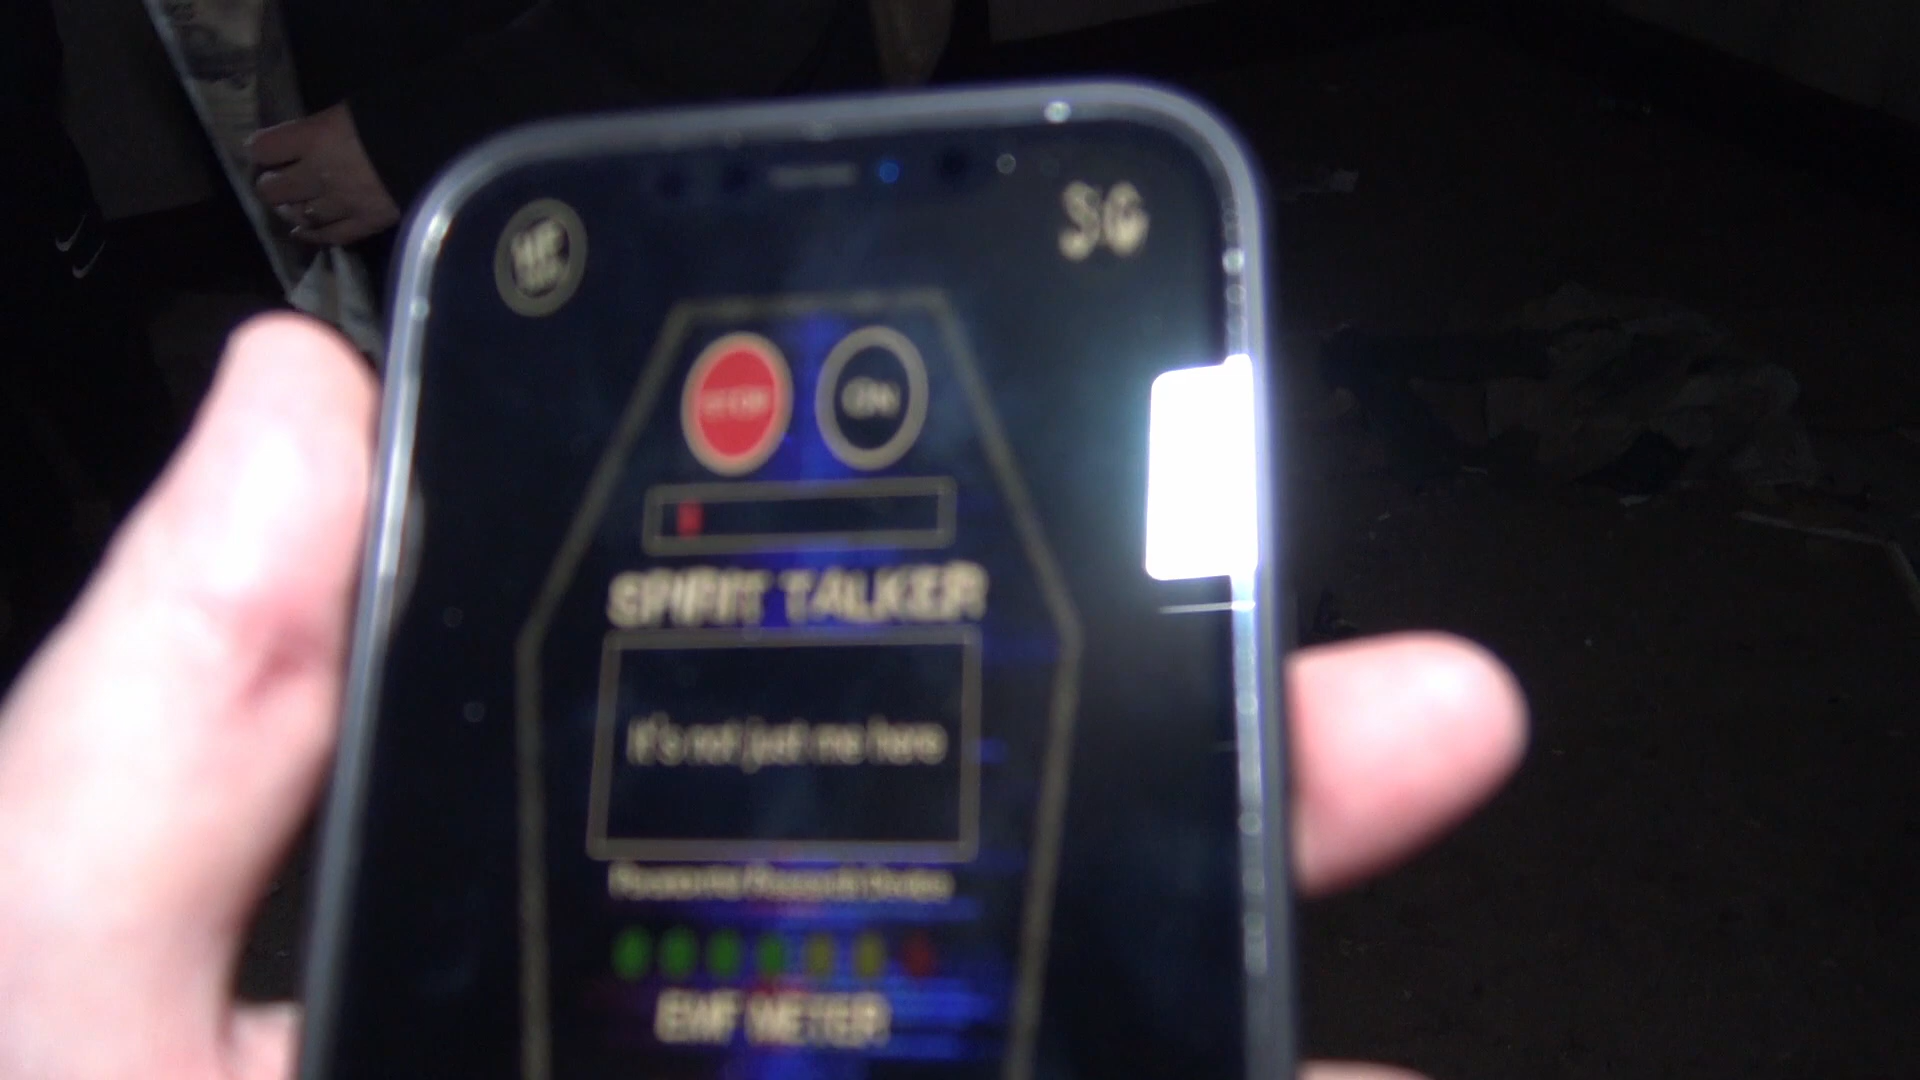 SG
STOP
ON
SPIRIT TALKER
It's not just me here
EMF METER